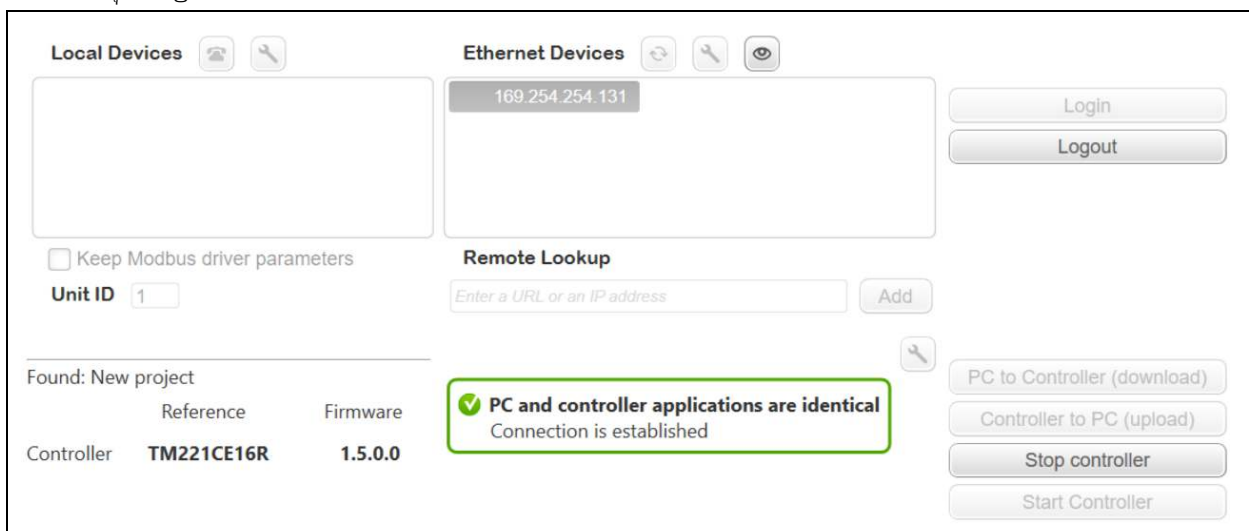 Local Devices
Ethernet Devices
169.254.254.131
Login
Logout
Keep Modbus driver parameters
Unit ID 1
Remote Lookup
Enter a URL or an IP address
Add
Found: New project
Reference Firmware
Controller TM221CE16R 1.5.0.0
PC and controller applications are identical
Connection is established
PC to Controller (download)
Controller to PC (upload)
Stop controller
Start Controller